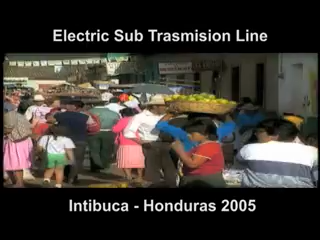 Electric Sub Trasmision Line
Intibuca - Honduras 2005